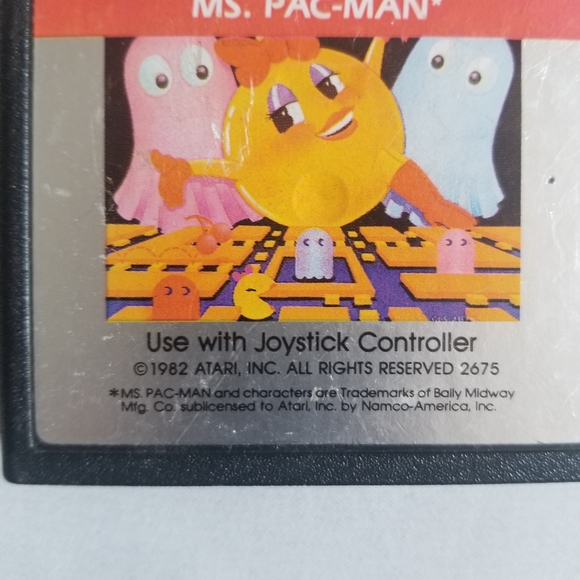 MS. PAC-MAN*
Use with Joystick Controller
©1982 ATARI, INC. ALL RIGHTS RESERVED 2675
*MS. PAC-MAN and characters are Trademarks of Bally Midway
Mfg. Co. sublicensed to Atari, Inc. by Namco-America, Inc.